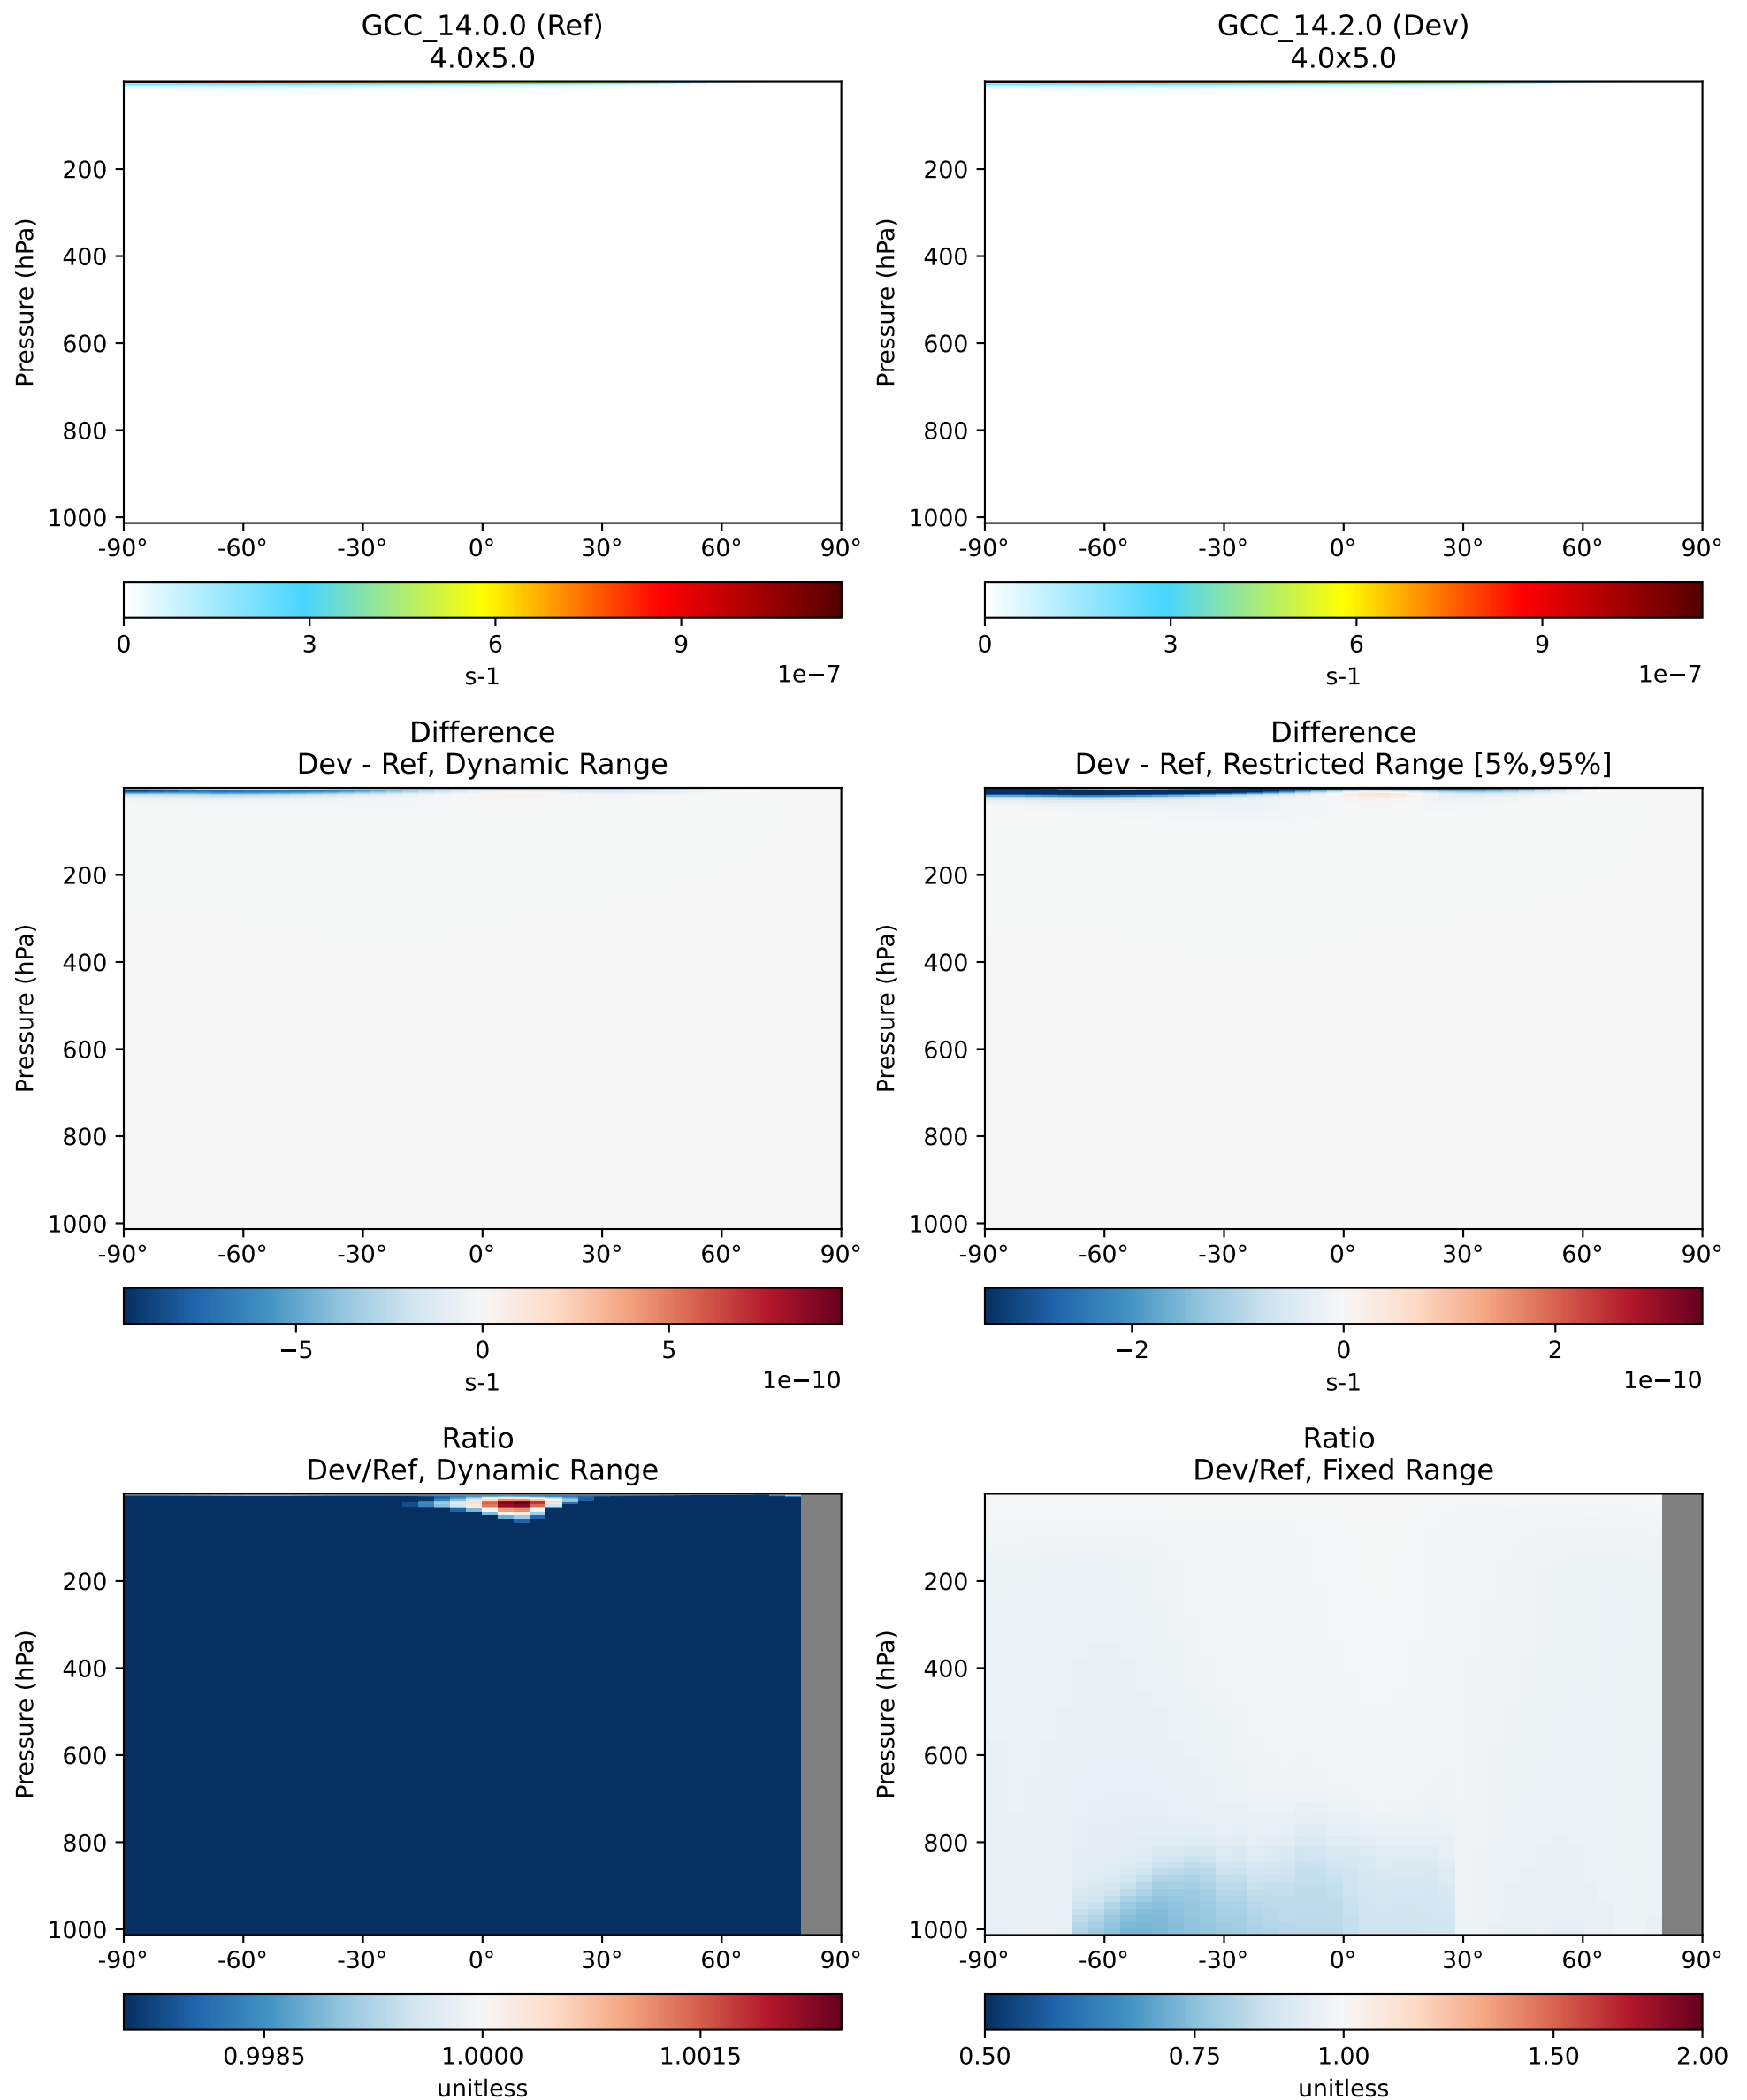 GCC_14.0.0 (Ref)
4.0x5.0
Pressure (hPa)
200
400
600
800
1000
-90° -60° -30° 0° 30° 60° 90°
0 3 6 9
s-1
1e−7
GCC_14.2.0 (Dev)
4.0x5.0
Pressure (hPa)
200
400
600
800
1000
-90° -60° -30° 0° 30° 60° 90°
0 3 6 9
s-1
1e−7
Difference
Dev - Ref, Dynamic Range
Pressure (hPa)
200
400
600
800
1000
-90° -60° -30° 0° 30° 60° 90°
−5 0 5
s-1
1e−10
Difference
Dev - Ref, Restricted Range [5%,95%]
Pressure (hPa)
200
400
600
800
1000
-90° -60° -30° 0° 30° 60° 90°
−2 0 2
s-1
1e−10
Ratio
Dev/Ref, Dynamic Range
Pressure (hPa)
200
400
600
800
1000
-90° -60° -30° 0° 30° 60° 90°
0.9985 1.0000 1.0015
unitless
Ratio
Dev/Ref, Fixed Range
Pressure (hPa)
200
400
600
800
1000
-90° -60° -30° 0° 30° 60° 90°
0.50 0.75 1.00 1.50 2.00
unitless